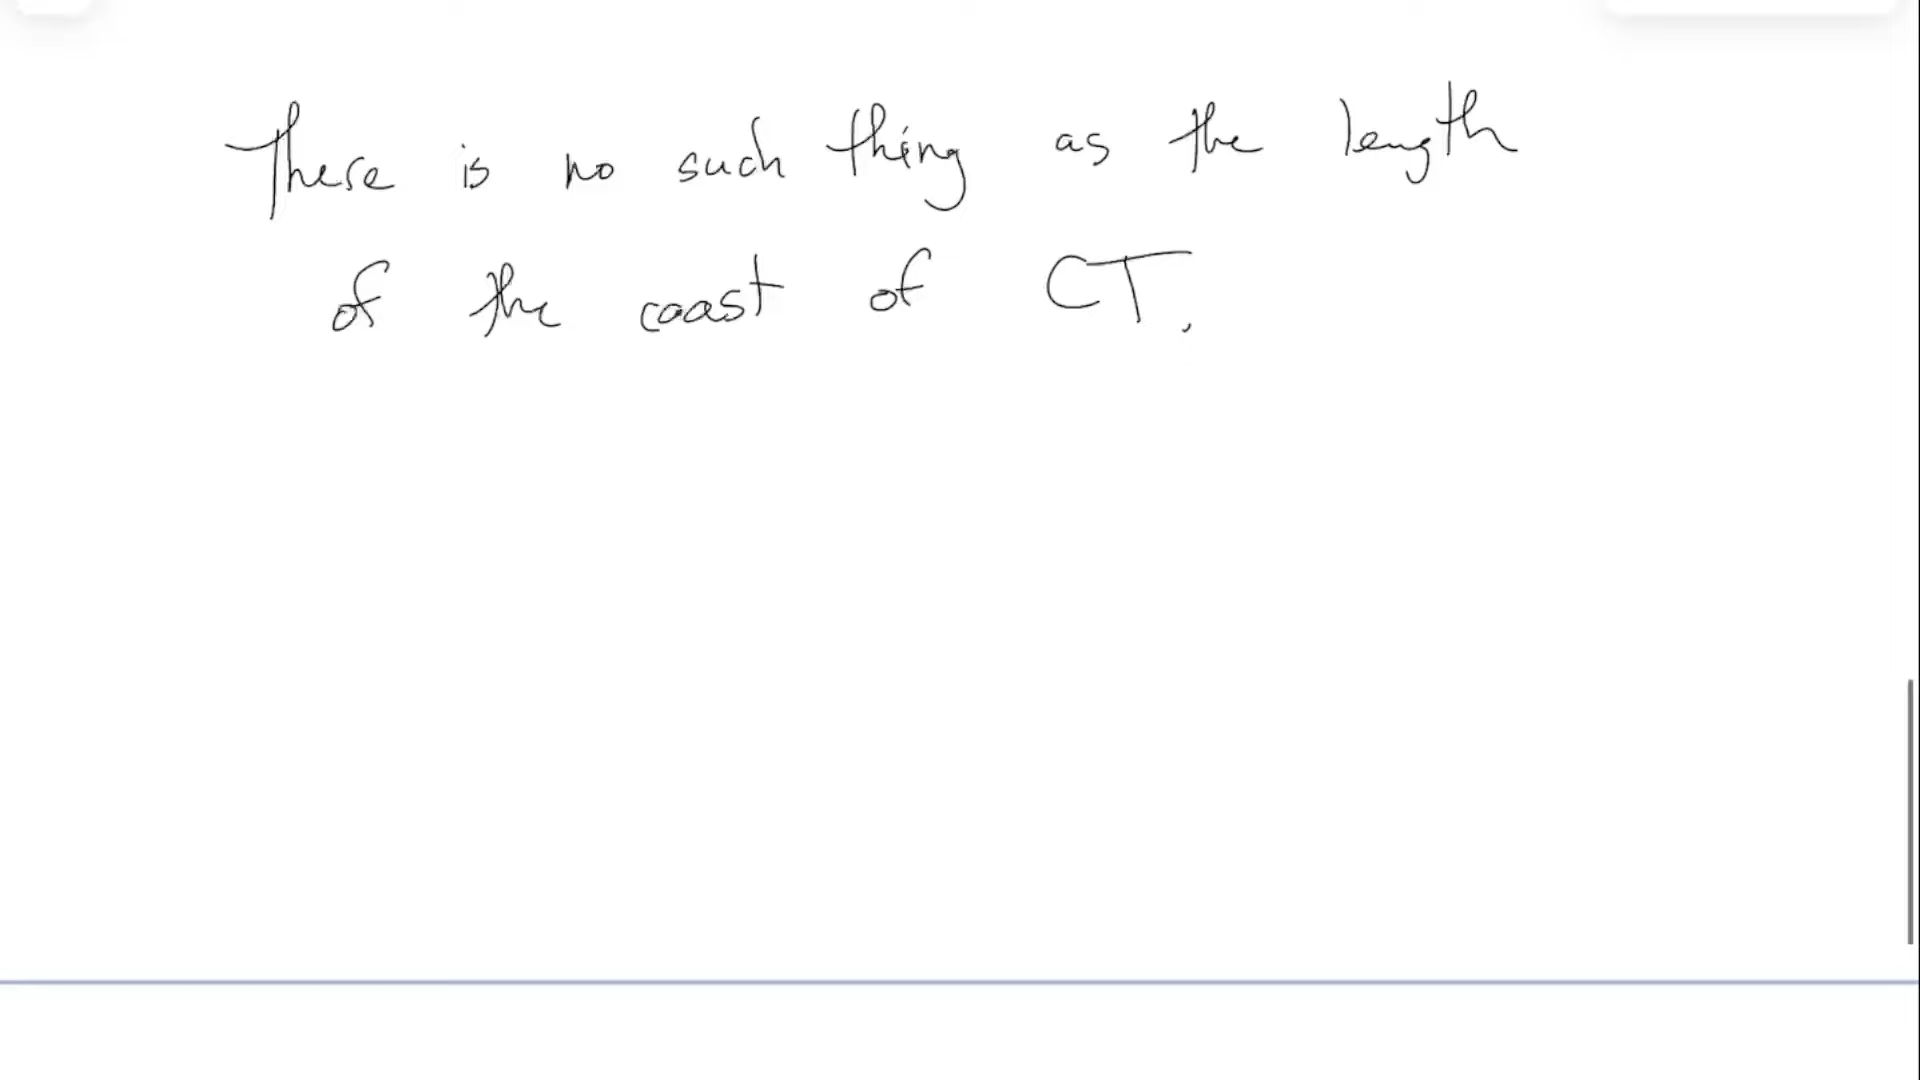 There is no such thing as the length
of the coast of CT.